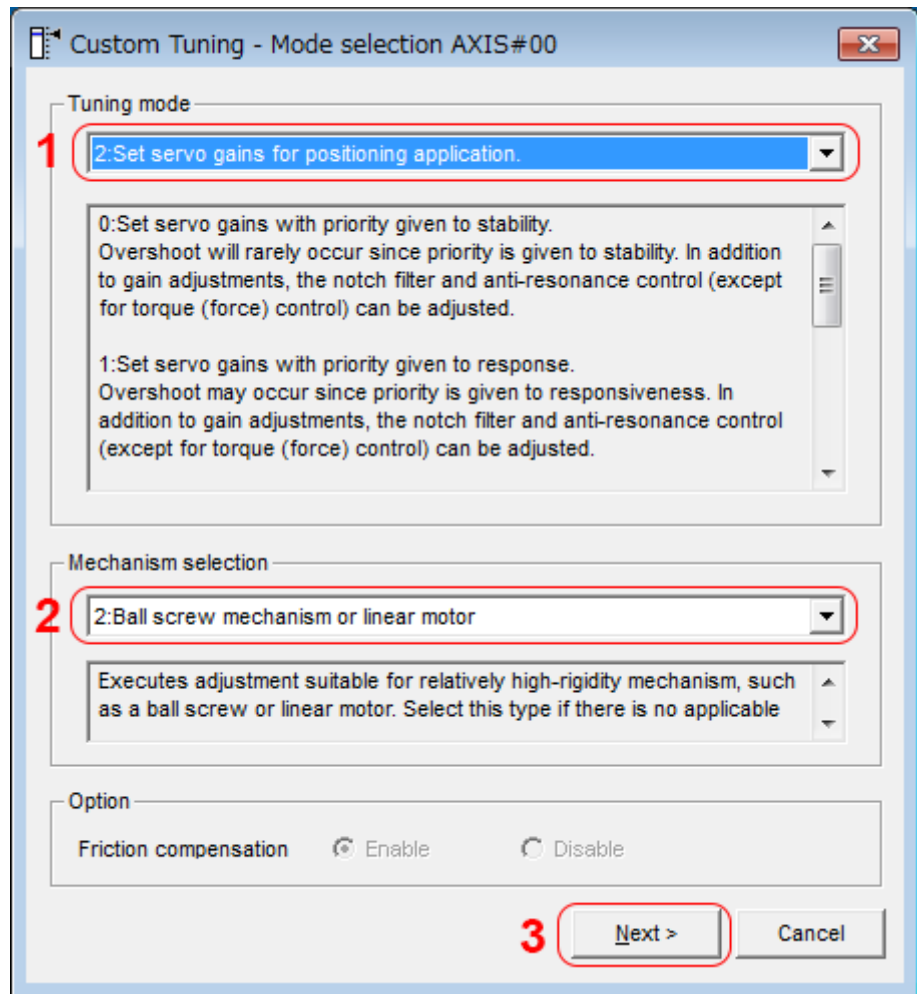 Custom Tuning - Mode selection AXIS#00
Tuning mode
1
2:Set servo gains for positioning application.
0:Set servo gains with priority given to stability.
Overshoot will rarely occur since priority is given to stability. In addition
to gain adjustments, the notch filter and anti-resonance control (except
for torque (force) control) can be adjusted.
1:Set servo gains with priority given to response.
Overshoot may occur since priority is given to responsiveness. In
addition to gain adjustments, the notch filter and anti-resonance control
(except for torque (force) control) can be adjusted.
Mechanism selection
2
2:Ball screw mechanism or linear motor
Executes adjustment suitable for relatively high-rigidity mechanism, such
as a ball screw or linear motor. Select this type if there is no applicable
Option
Friction compensation Enable Disable
3
Next > Cancel